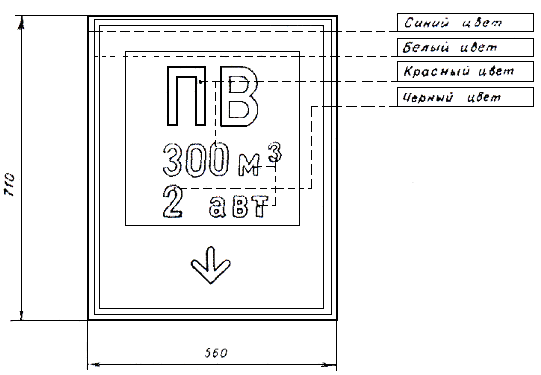 Синий цвет
Белый цвет
Красный цвет
Черный цвет
ПВ
300 м³
2 авт
710
560